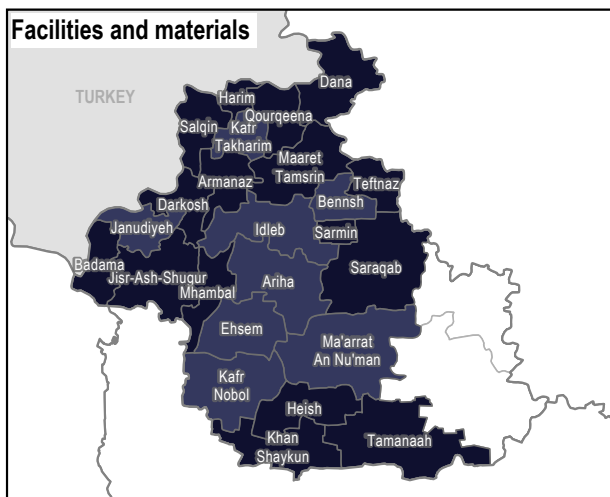 Facilities and materials
Dana
TURKEY
Harim
Qourqeena
Salqin
Kafr
Takharim
Maaret
Tamsrin
Armanaz
Teftnaz
Darkosh
Bennsh
Janudiyeh
Idleb
Sarmin
Badama
Jisr-Ash-Shugur
Mhambal
Ariha
Saraqab
Ehsem
Ma'arrat
An Nu'man
Kafr
Nobol
Heish
Khan
Shaykun
Tamanaah